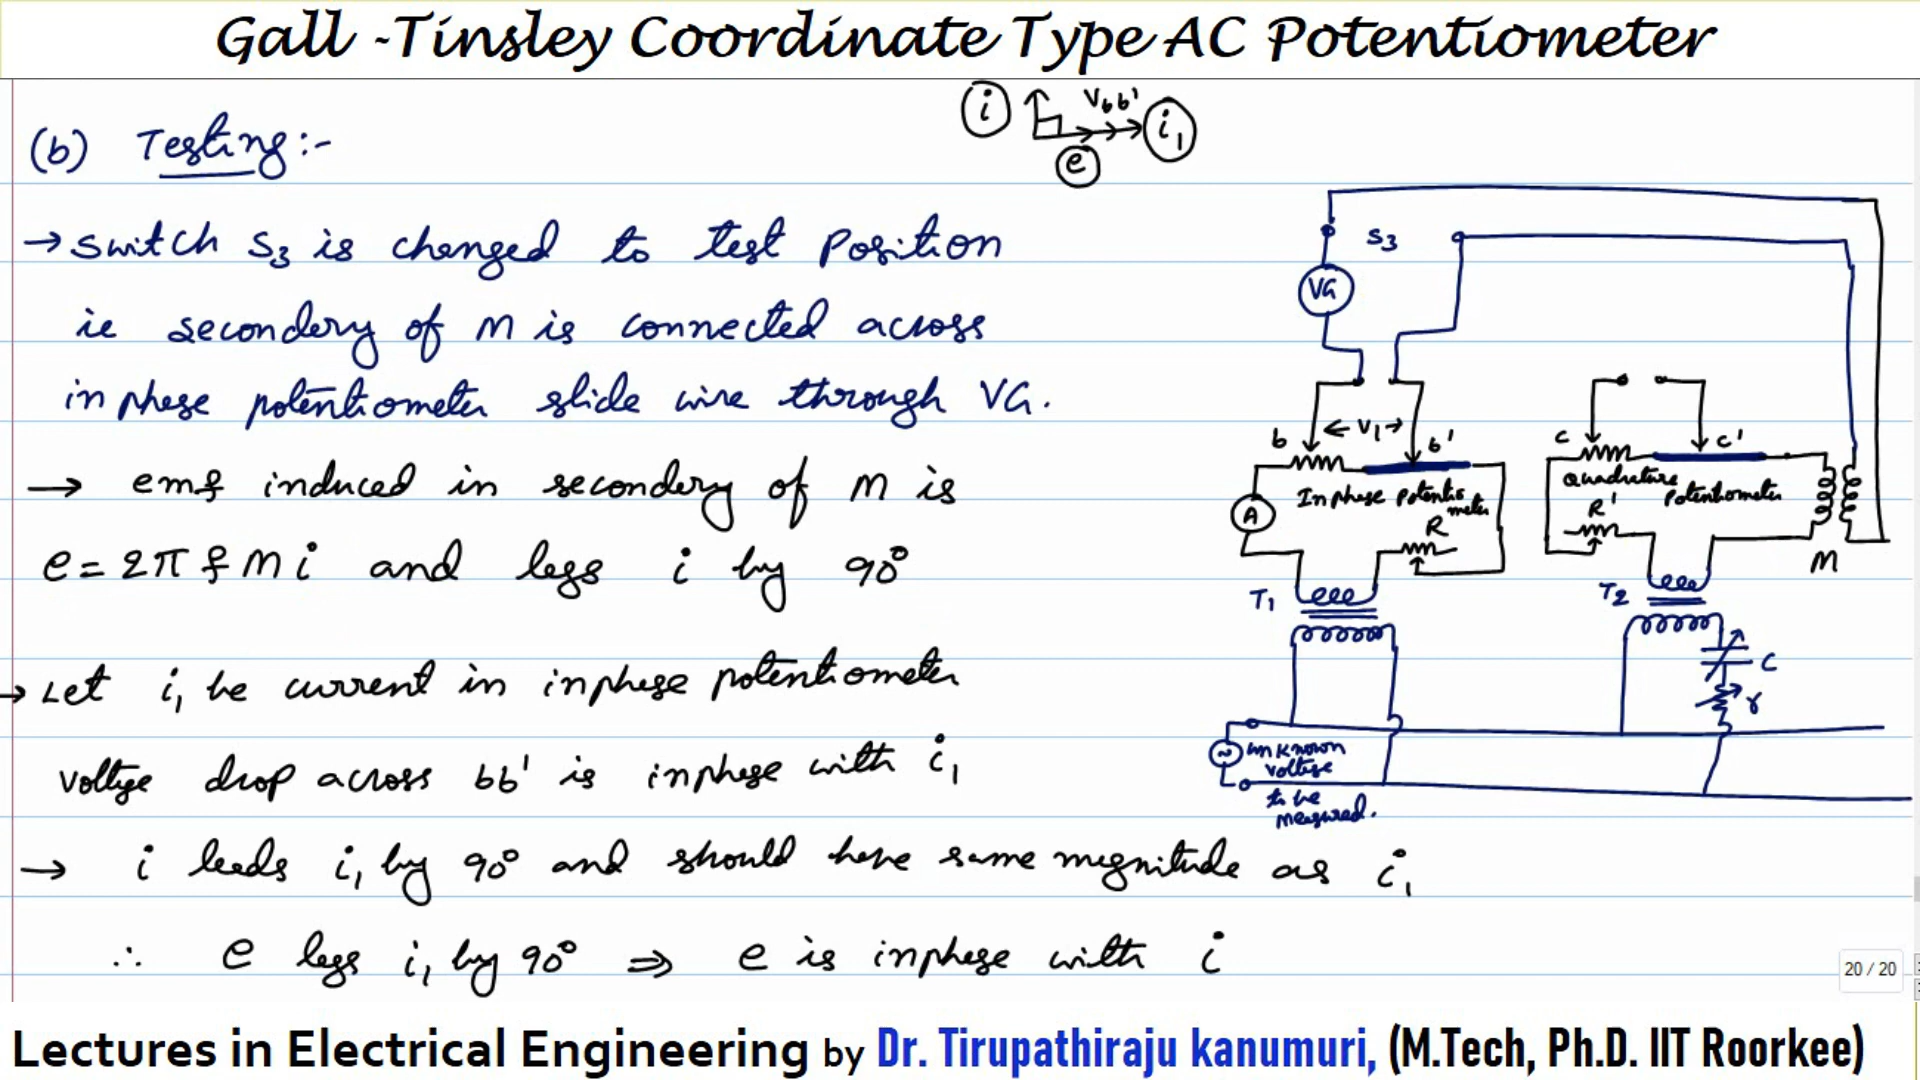 Gall -Tinsley Coordinate Type AC Potentiometer
i Vbb' i₁
e
(b) Testing:-
→ Switch S₃ is changed to test position
ie secondary of M is connected across
in phase potentiometer slide wire through VG.
→ emf induced in secondary of M is
e = 2π f M i and lags i by 90°
→ Let i₁ be current in inphase potentiometer
voltage drop across bb' is inphase with i₁
→ i leads i₁ by 90° and should have same magnitude as i₁
∴ e lags i₁ by 90° ⇒ e is inphase with i
S₃
VG
b ← V₁ → b'
c c'
A
In phase Potentio
meter
R
Quadrature
Potentiometer
R'
M
T₁
T₂
C
r
~ unknown
voltage
to be
measured.
20 / 20
Lectures in Electrical Engineering by Dr. Tirupathiraju kanumuri, (M.Tech, Ph.D. IIT Roorkee)